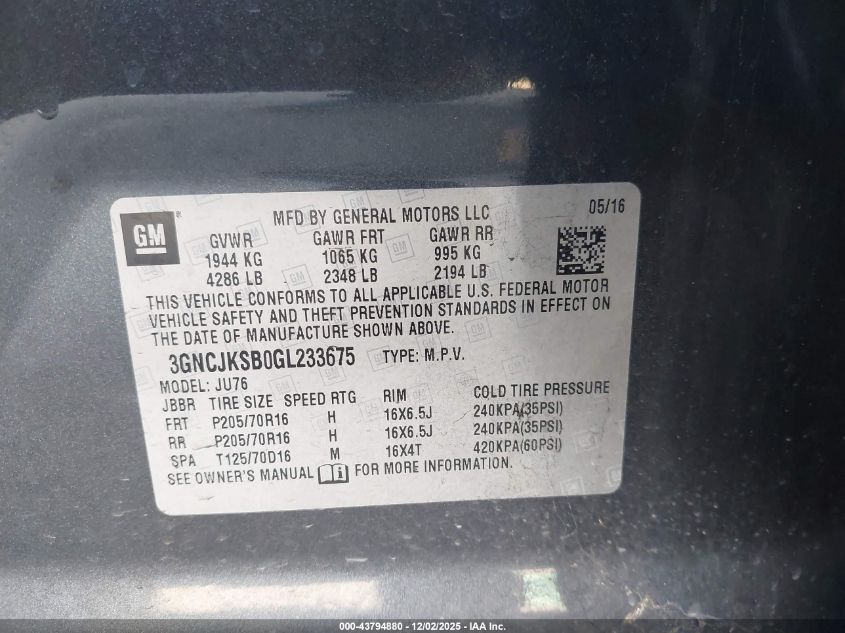 GM
MFD BY GENERAL MOTORS LLC 05/16
GVWR GAWR FRT GAWR RR
1944 KG 1065 KG 995 KG
4286 LB 2348 LB 2194 LB
THIS VEHICLE CONFORMS TO ALL APPLICABLE U.S. FEDERAL MOTOR
VEHICLE SAFETY AND THEFT PREVENTION STANDARDS IN EFFECT ON
THE DATE OF MANUFACTURE SHOWN ABOVE.
3GNCJKSB0GL233675 TYPE: M.P.V.
MODEL: JU76
JBBR TIRE SIZE SPEED RTG RIM COLD TIRE PRESSURE
FRT P205/70R16 H 16X6.5J 240KPA(35PSI)
RR P205/70R16 H 16X6.5J 240KPA(35PSI)
SPA T125/70D16 M 16X4T 420KPA(60PSI)
SEE OWNER'S MANUAL FOR MORE INFORMATION.
000-43794880 - 12/02/2025 - IAA Inc.